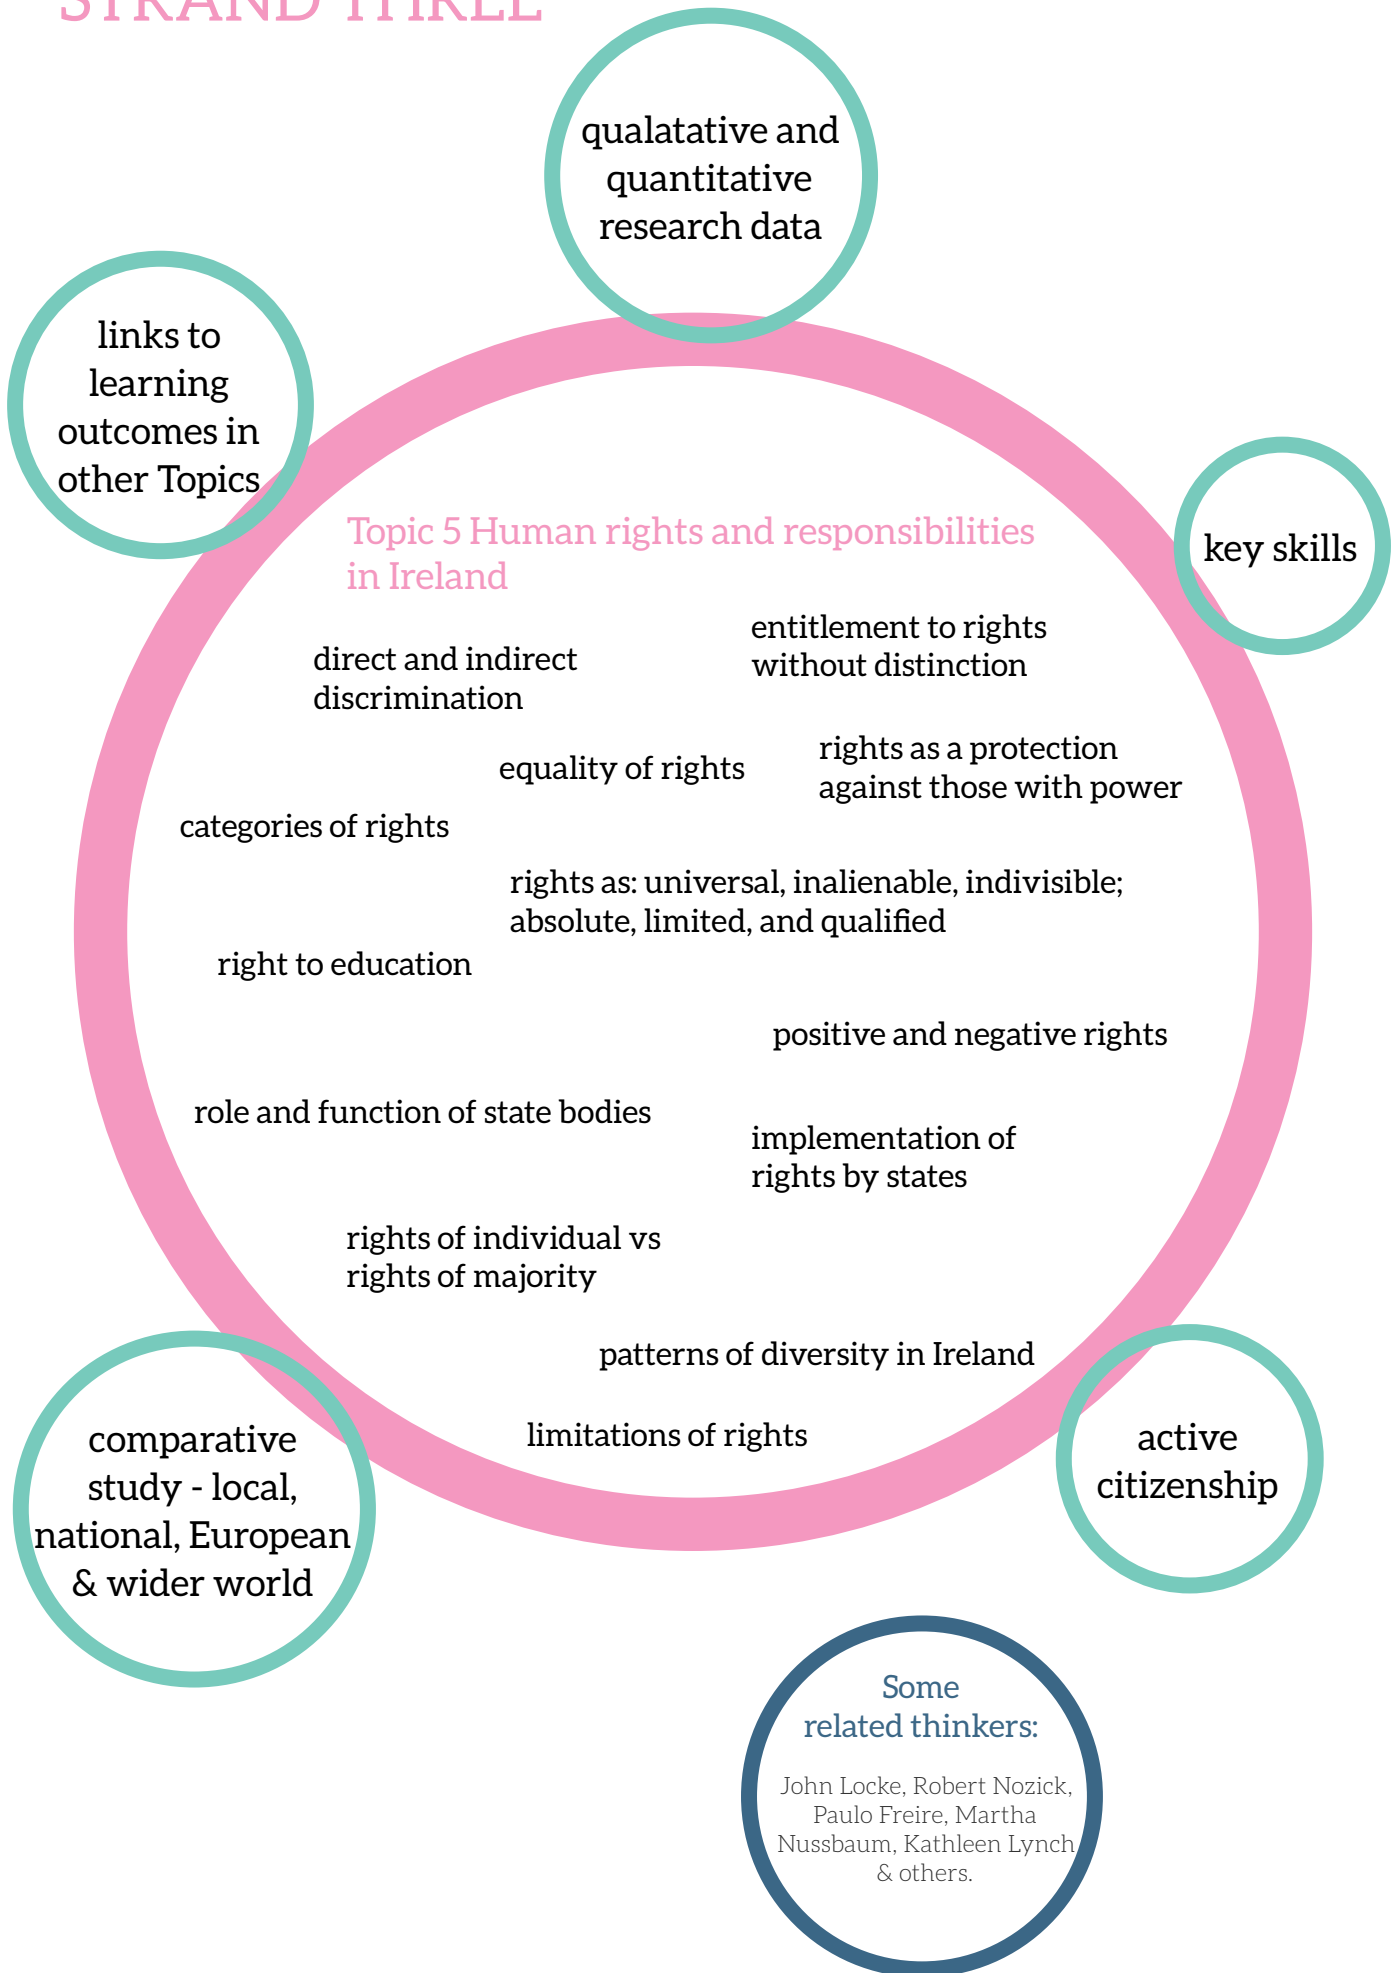 STRAND THREE
qualatative and
quantitative
research data
links to
learning
outcomes in
other Topics
key skills
Topic 5 Human rights and responsibilities
in Ireland
entitlement to rights
without distinction
direct and indirect
discrimination
rights as a protection
against those with power
equality of rights
categories of rights
rights as: universal, inalienable, indivisible;
absolute, limited, and qualified
right to education
positive and negative rights
role and function of state bodies
implementation of
rights by states
rights of individual vs
rights of majority
patterns of diversity in Ireland
limitations of rights
comparative
study - local,
national, European
& wider world
active
citizenship
Some
related thinkers:
John Locke, Robert Nozick,
Paulo Freire, Martha
Nussbaum, Kathleen Lynch
& others.